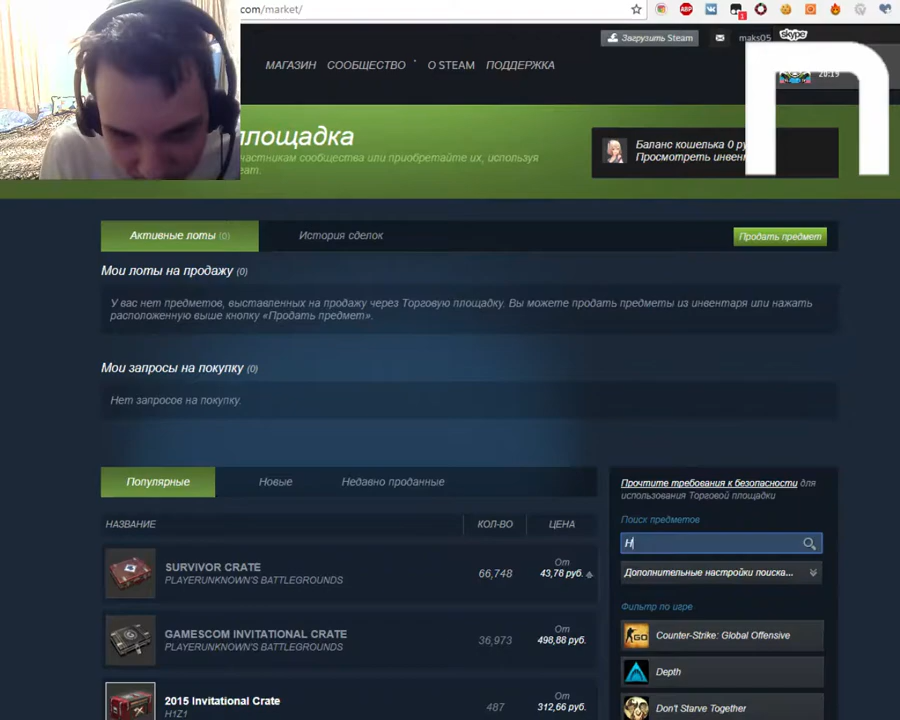 com/market/
Загрузить Steam
maks05
МАГАЗИН СООБЩЕСТВО О STEAM ПОДДЕРЖКА
площадка
частникам сообщества или приобретайте их, используя
eam.
Баланс кошелька 0 ру
Просмотреть инвен
П
Активные лоты (0)
История сделок
Продать предмет
Мои лоты на продажу (0)
У вас нет предметов, выставленных на продажу через Торговую площадку. Вы можете продать предметы из инвентаря или нажать
расположенную выше кнопку «Продать предмет».
Мои запросы на покупку (0)
Нет запросов на покупку.
Популярные
Новые
Недавно проданные
НАЗВАНИЕ
КОЛ-ВО
ЦЕНА
SURVIVOR CRATE
PLAYERUNKNOWN'S BATTLEGROUNDS
66,748
От
43,76 руб.
GAMESCOM INVITATIONAL CRATE
PLAYERUNKNOWN'S BATTLEGROUNDS
36,973
От
498,88 руб.
2015 Invitational Crate
H1Z1
487
От
312,66 руб.
Прочтите требования к безопасности для
использования Торговой площадки
Поиск предметов
H
Дополнительные настройки поиска...
Фильтр по игре
Counter-Strike: Global Offensive
Depth
Don't Starve Together